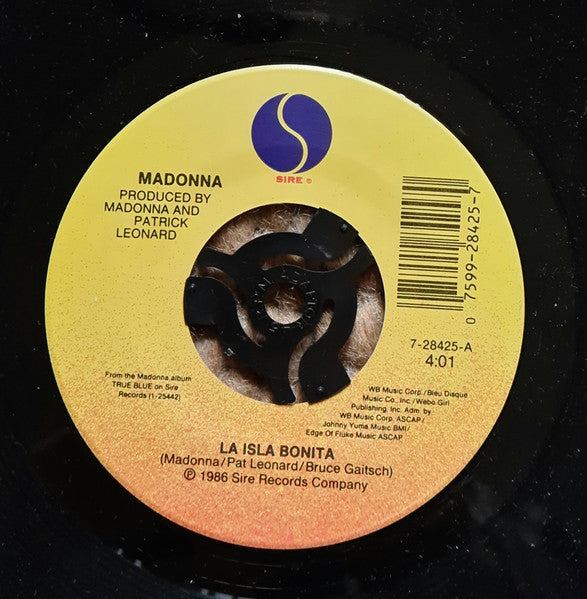 SIRE ®
MADONNA
PRODUCED BY
MADONNA AND
PATRICK
LEONARD
0 7599-28425-7
7-28425-A
4:01
From the Madonna album
TRUE BLUE on Sire
Records (1-25442)
WB Music Corp./Bleu Disque
Music Co., Inc./Webo Girl
Publishing, Inc. Adm. by
WB Music Corp. ASCAP/
Johnny Yuma Music BMI/
Edge Of Fluke Music ASCAP
LA ISLA BONITA
(Madonna/Pat Leonard/Bruce Gaitsch)
℗ 1986 Sire Records Company